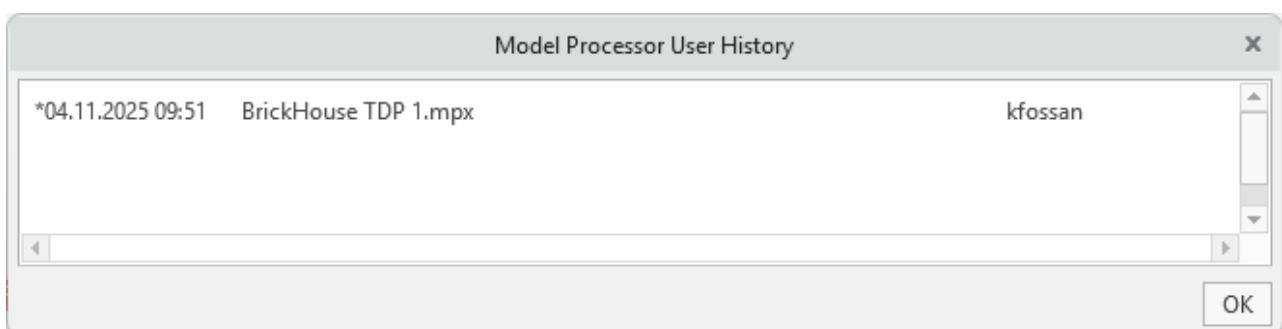 Model Processor User History
*04.11.2025 09:51 BrickHouse TDP 1.mpx kfossan
OK